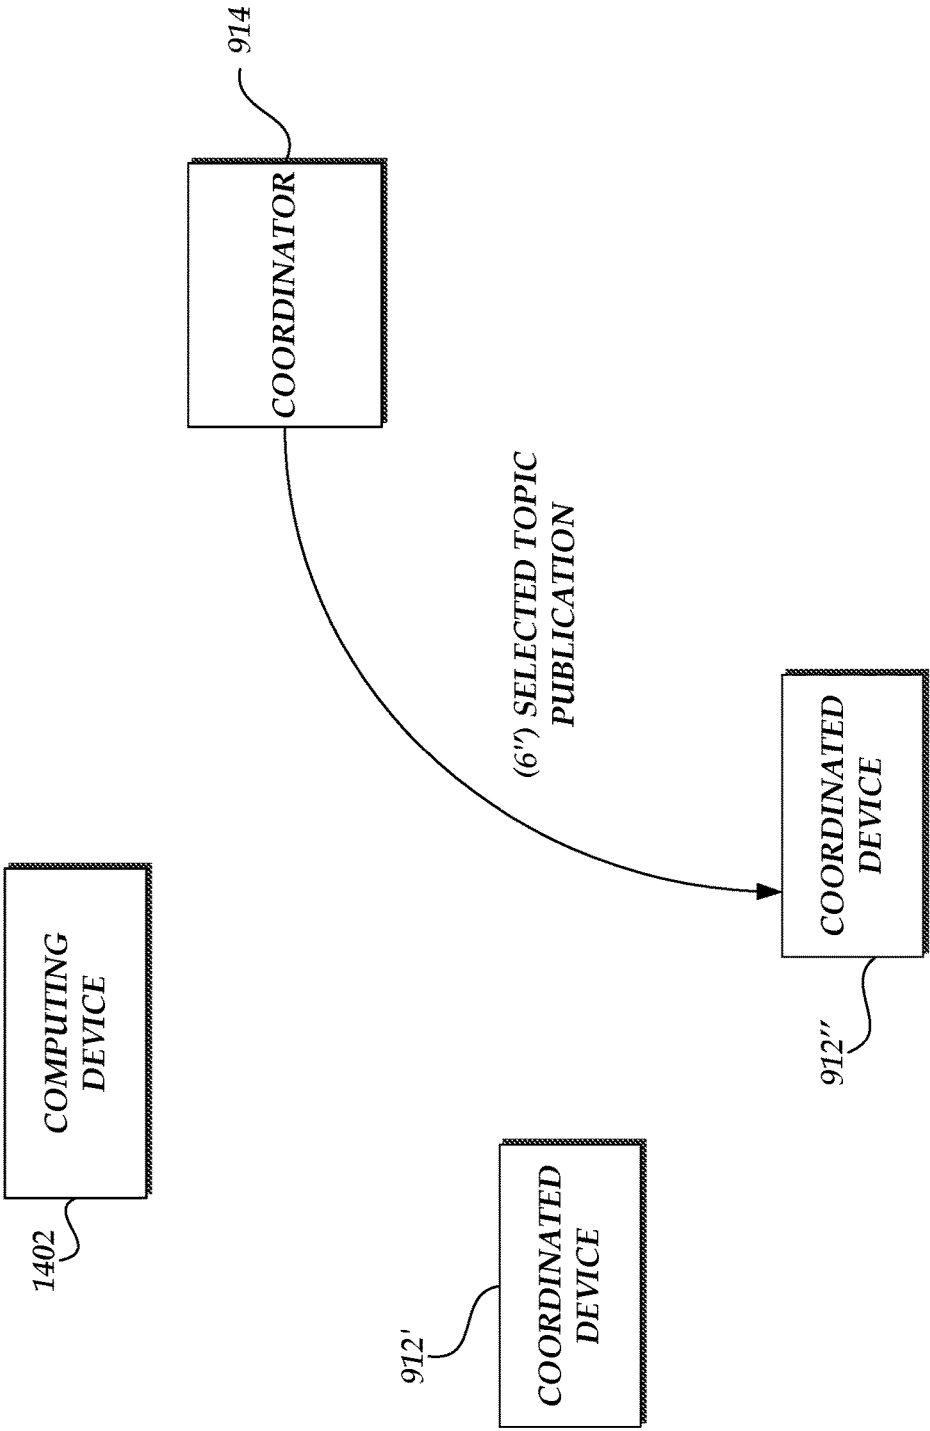 1402
COMPUTING
DEVICE
COORDINATOR
914
912'
COORDINATED
DEVICE
(6") SELECTED TOPIC
PUBLICATION
912"
COORDINATED
DEVICE